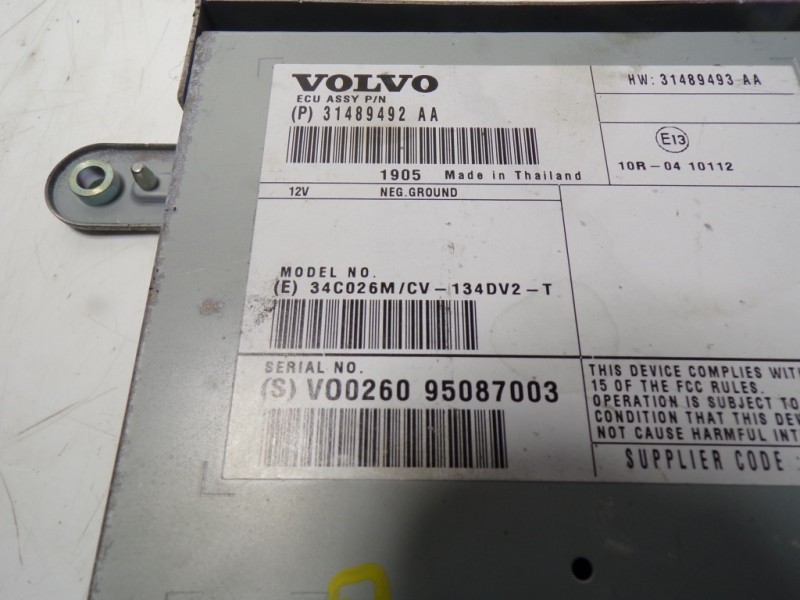 VOLVO
ECU ASSY P/N
(P) 31489492 AA
1905 Made in Thailand
HW: 31489493 AA
E13
10R-04 10112
12V NEG.GROUND
MODEL NO.
(E) 34C026M/CV-134DV2-T
SERIAL NO.
(S) V00260 95087003
THIS DEVICE COMPLIES WITH
15 OF THE FCC RULES.
OPERATION IS SUBJECT TO
CONDITION THAT THIS DEV
NOT CAUSE HARMFUL INT
SUPPLIER CODE